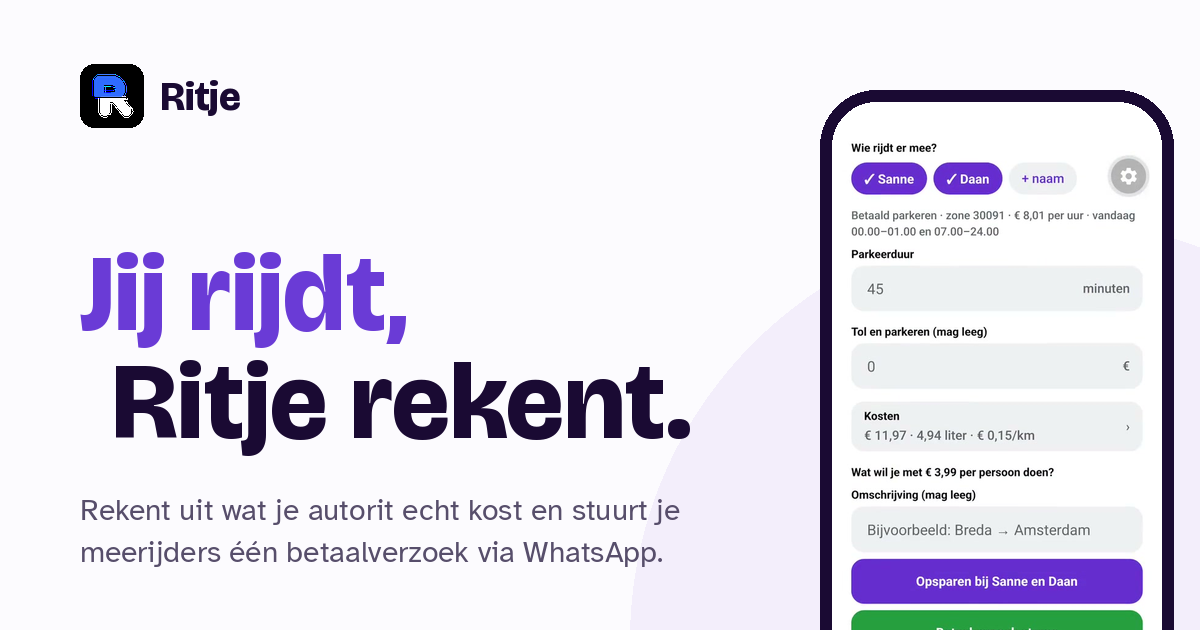 Ritje
Jij rijdt,
Ritje rekent.
Rekent uit wat je autorit echt kost en stuurt je
meerijders één betaalverzoek via WhatsApp.
Wie rijdt er mee?
✓ Sanne ✓ Daan + naam
Betaald parkeren · zone 30091 · € 8,01 per uur · vandaag
00.00–01.00 en 07.00–24.00
Parkeerduur
45 minuten
Tol en parkeren (mag leeg)
0 €
Kosten
€ 11,97 · 4,94 liter · € 0,15/km ›
Wat wil je met € 3,99 per persoon doen?
Omschrijving (mag leeg)
Bijvoorbeeld: Breda → Amsterdam
Opsparen bij Sanne en Daan